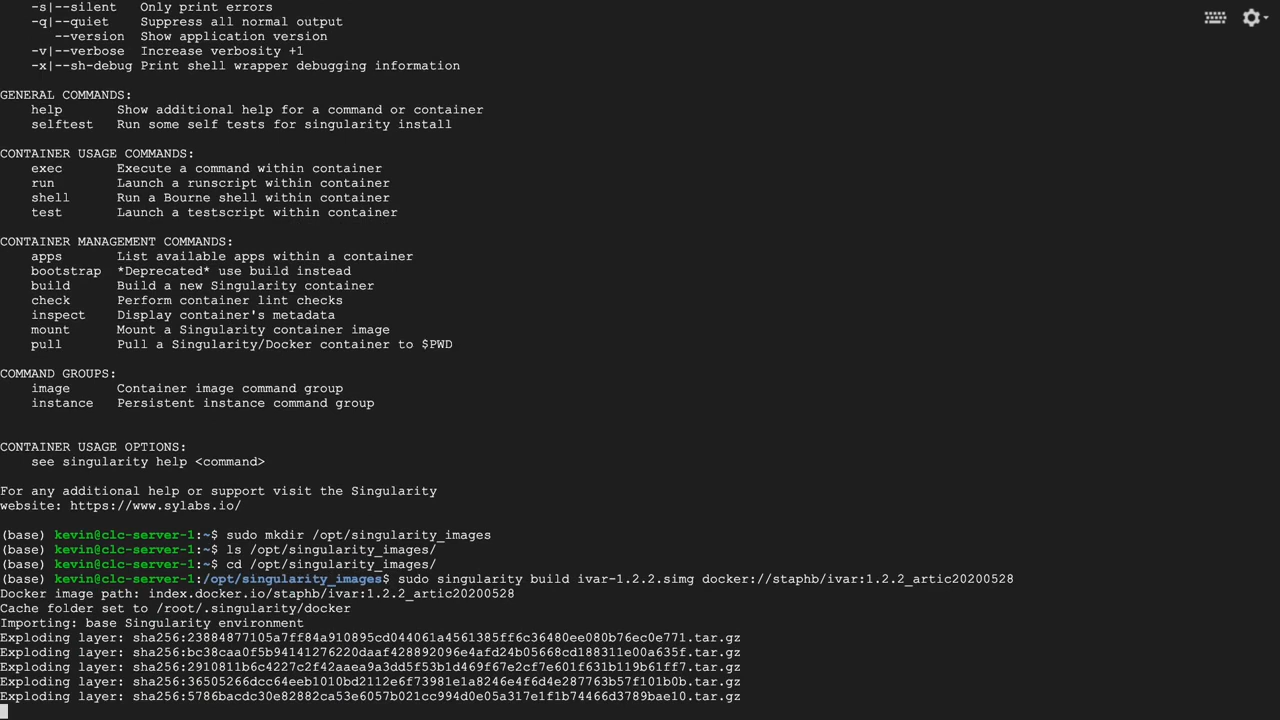 -s|--silent   Only print errors
-q|--quiet    Suppress all normal output
--version  Show application version
-v|--verbose  Increase verbosity +1
-x|--sh-debug Print shell wrapper debugging information
GENERAL COMMANDS:
help       Show additional help for a command or container
selftest   Run some self tests for singularity install
CONTAINER USAGE COMMANDS:
exec       Execute a command within container
run        Launch a runscript within container
shell      Run a Bourne shell within container
test       Launch a testscript within container
CONTAINER MANAGEMENT COMMANDS:
apps       List available apps within a container
bootstrap  *Deprecated* use build instead
build      Build a new Singularity container
check      Perform container lint checks
inspect    Display container's metadata
mount      Mount a Singularity container image
pull       Pull a Singularity/Docker container to $PWD
COMMAND GROUPS:
image      Container image command group
instance   Persistent instance command group
CONTAINER USAGE OPTIONS:
see singularity help <command>
For any additional help or support visit the Singularity
website: https://www.sylabs.io/
(base) kevin@clc-server-1:~$ sudo mkdir /opt/singularity_images
(base) kevin@clc-server-1:~$ ls /opt/singularity_images/
(base) kevin@clc-server-1:~$ cd /opt/singularity_images/
(base) kevin@clc-server-1:/opt/singularity_images$ sudo singularity build ivar-1.2.2.simg docker://staphb/ivar:1.2.2_artic20200528
Docker image path: index.docker.io/staphb/ivar:1.2.2_artic20200528
Cache folder set to /root/.singularity/docker
Importing: base Singularity environment
Exploding layer: sha256:23884877105a7ff84a910895cd044061a4561385ff6c36480ee080b76ec0e771.tar.gz
Exploding layer: sha256:bc38caa0f5b94141276220daaf428892096e4afd24b05668cd188311e00a635f.tar.gz
Exploding layer: sha256:2910811b6c4227c2f42aaea9a3dd5f53b1d469f67e2cf7e601f631b119b61ff7.tar.gz
Exploding layer: sha256:36505266dcc64eeb1010bd2112e6f73981e1a8246e4f6d4e287763b57f101b0b.tar.gz
Exploding layer: sha256:5786bacdc30e82882ca53e6057b021cc994d0e05a317e1f1b74466d3789bae10.tar.gz